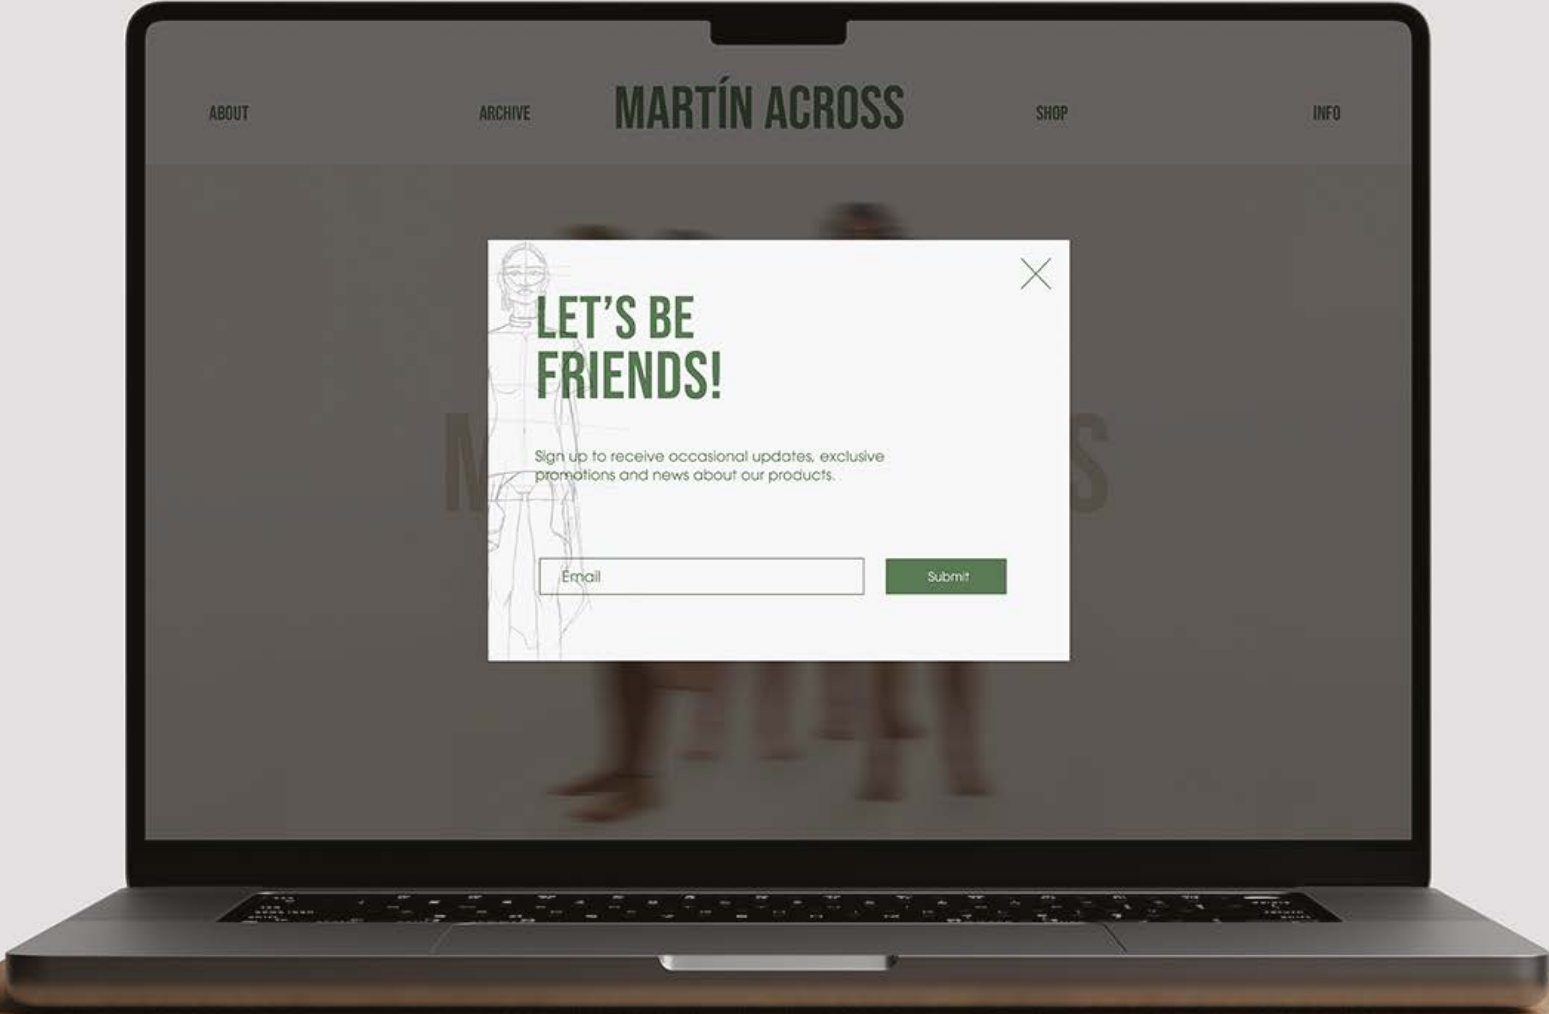 ABOUT
ARCHIVE
MARTÍN ACROSS
SHOP
INFO
LET’S BE
FRIENDS!
Sign up to receive occasional updates, exclusive
promotions and news about our products.
Email
Submit